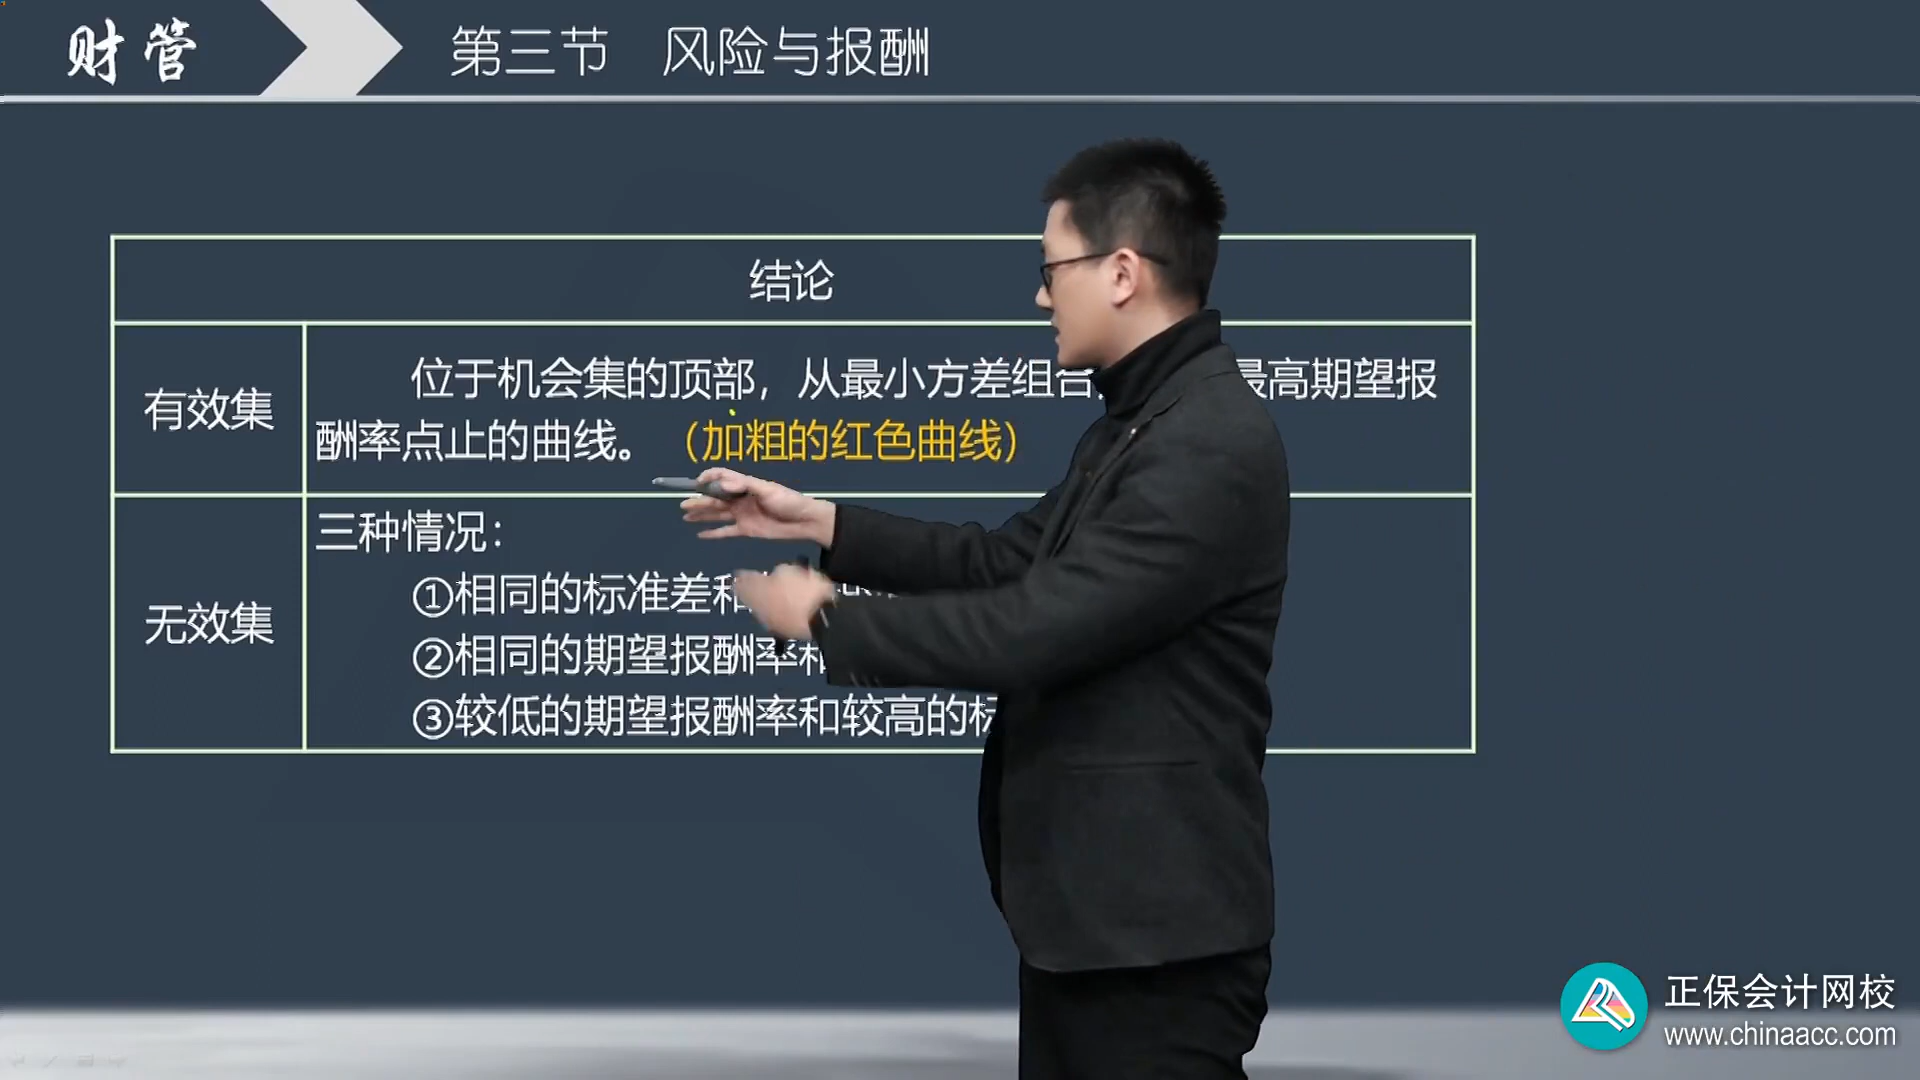 财管
第三节 风险与报酬
结论
有效集
位于机会集的顶部，从最小方差组合 最高期望报
酬率点止的曲线。（加粗的红色曲线）
无效集
三种情况：
①相同的标准差和
②相同的期望报酬率和
③较低的期望报酬率和较高的标
正保会计网校
www.chinaacc.com